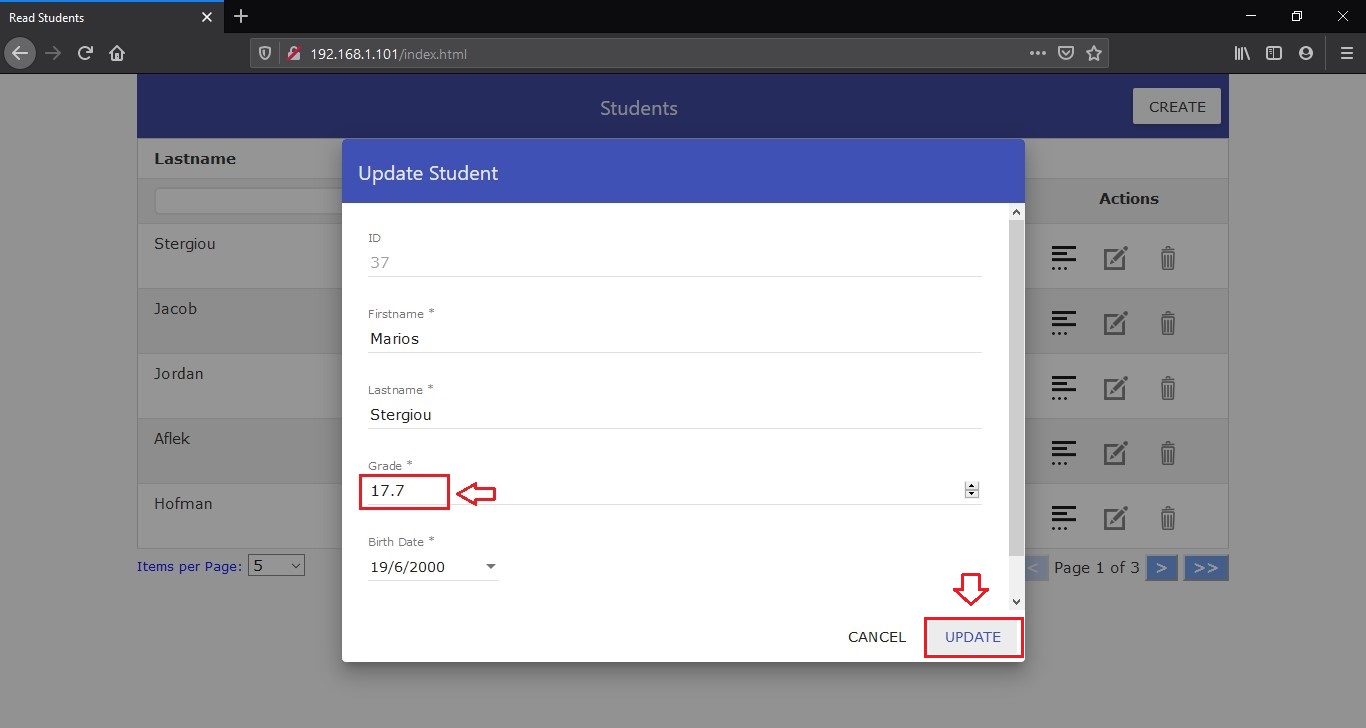 Read Students
192.168.1.101/index.html
Students
CREATE
Lastname
Actions
Stergiou
Jacob
Jordan
Aflek
Hofman
Update Student
ID
37
Firstname *
Marios
Lastname *
Stergiou
Grade *
17.7
Birth Date *
19/6/2000
CANCEL UPDATE
Items per Page: 5
< Page 1 of 3 > >>